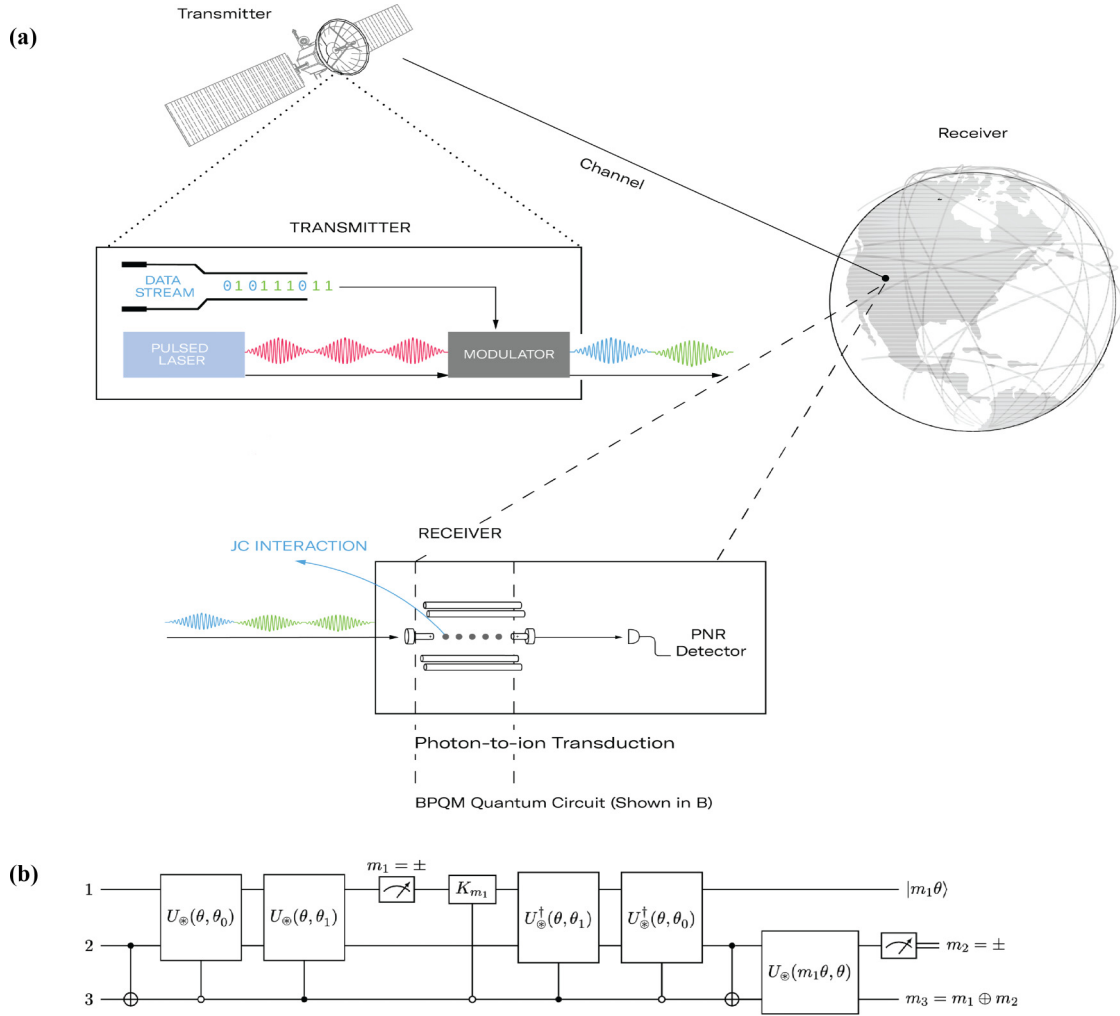 (a)
Transmitter
Receiver
Channel
TRANSMITTER
DATA
STREAM
010111011
PULSED
LASER
MODULATOR
RECEIVER
JC INTERACTION
PNR
Detector
Photon-to-ion Transduction
BPQM Quantum Circuit (Shown in B)
(b)
m₁ = ±
1
K_{m₁}
|m₁θ⟩
U⊛(θ, θ₀)
U⊛(θ, θ₁)
U⊛†(θ, θ₁)
U⊛†(θ, θ₀)
2
m₂ = ±
U⊛(m₁θ, θ)
3
m₃ = m₁ ⊕ m₂